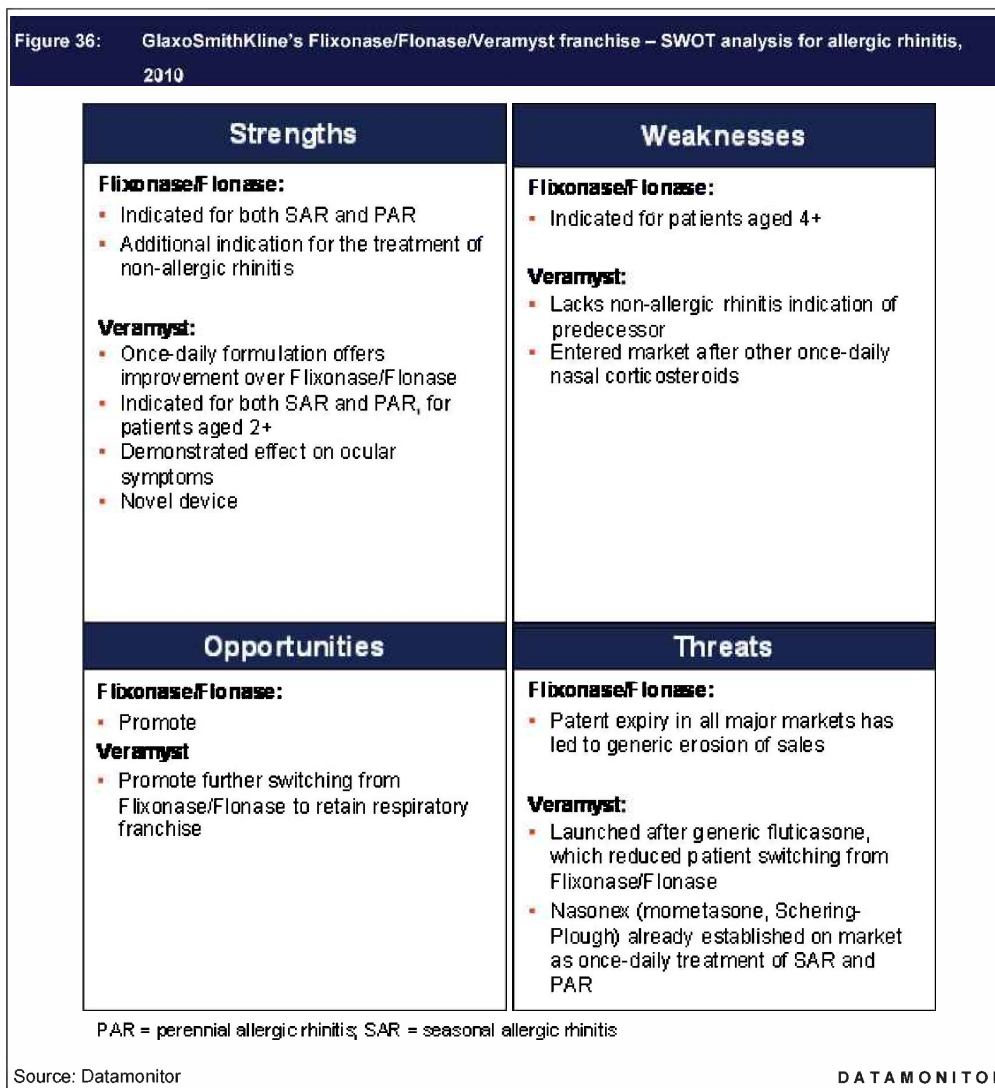 Figure 36: GlaxoSmithKline's Flixonase/Flonase/Veramyst franchise – SWOT analysis for allergic rhinitis,
2010
Strengths
Flixonase/Flonase:
▪ Indicated for both SAR and PAR
▪ Additional indication for the treatment of
non-allergic rhinitis
Veramyst:
▪ Once-daily formulation offers
improvement over Flixonase/Flonase
▪ Indicated for both SAR and PAR, for
patients aged 2+
▪ Demonstrated effect on ocular
symptoms
▪ Novel device
Weaknesses
Flixonase/Flonase:
▪ Indicated for patients aged 4+
Veramyst:
▪ Lacks non-allergic rhinitis indication of
predecessor
▪ Entered market after other once-daily
nasal corticosteroids
Opportunities
Flixonase/Flonase:
▪ Promote
Veramyst
▪ Promote further switching from
Flixonase/Flonase to retain respiratory
franchise
Threats
Flixonase/Flonase:
▪ Patent expiry in all major markets has
led to generic erosion of sales
Veramyst:
▪ Launched after generic fluticasone,
which reduced patient switching from
Flixonase/Flonase
▪ Nasonex (mometasone, Schering-
Plough) already established on market
as once-daily treatment of SAR and
PAR
PAR = perennial allergic rhinitis; SAR = seasonal allergic rhinitis
Source: Datamonitor
DATAMONITOR